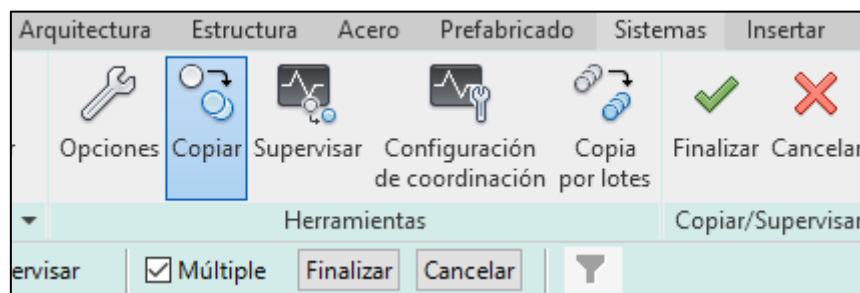 Arquitectura Estructura Acero Prefabricado Sistemas Insertar
Opciones Copiar Supervisar Configuración de coordinación Copia por lotes Finalizar Cancelar
Herramientas Copiar/Supervisar
Múltiple Finalizar Cancelar